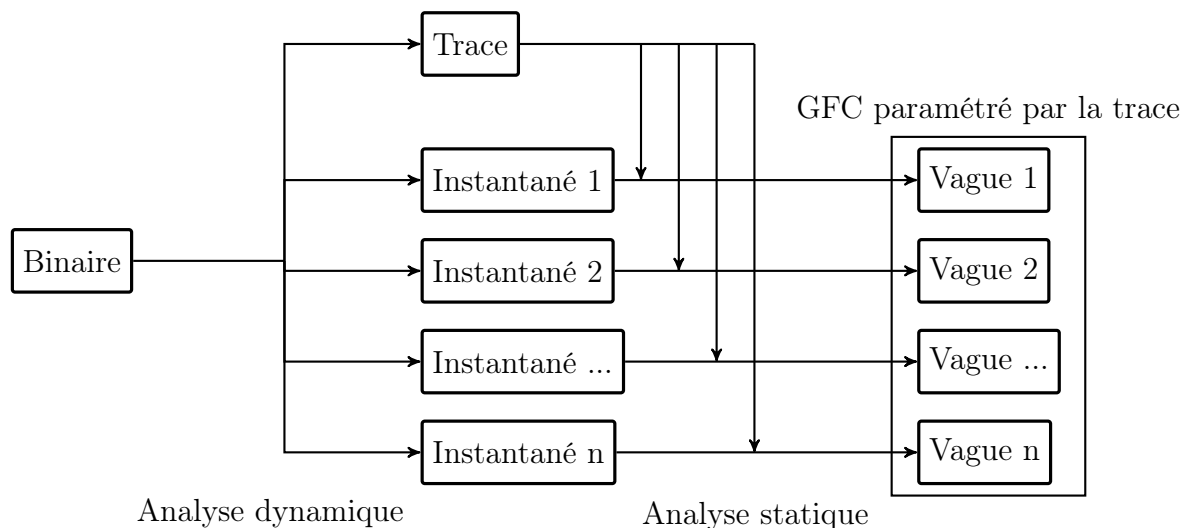 Trace
GFC paramétré par la trace
Instantané 1
Vague 1
Binaire
Instantané 2
Vague 2
Instantané ...
Vague ...
Instantané n
Vague n
Analyse dynamique
Analyse statique